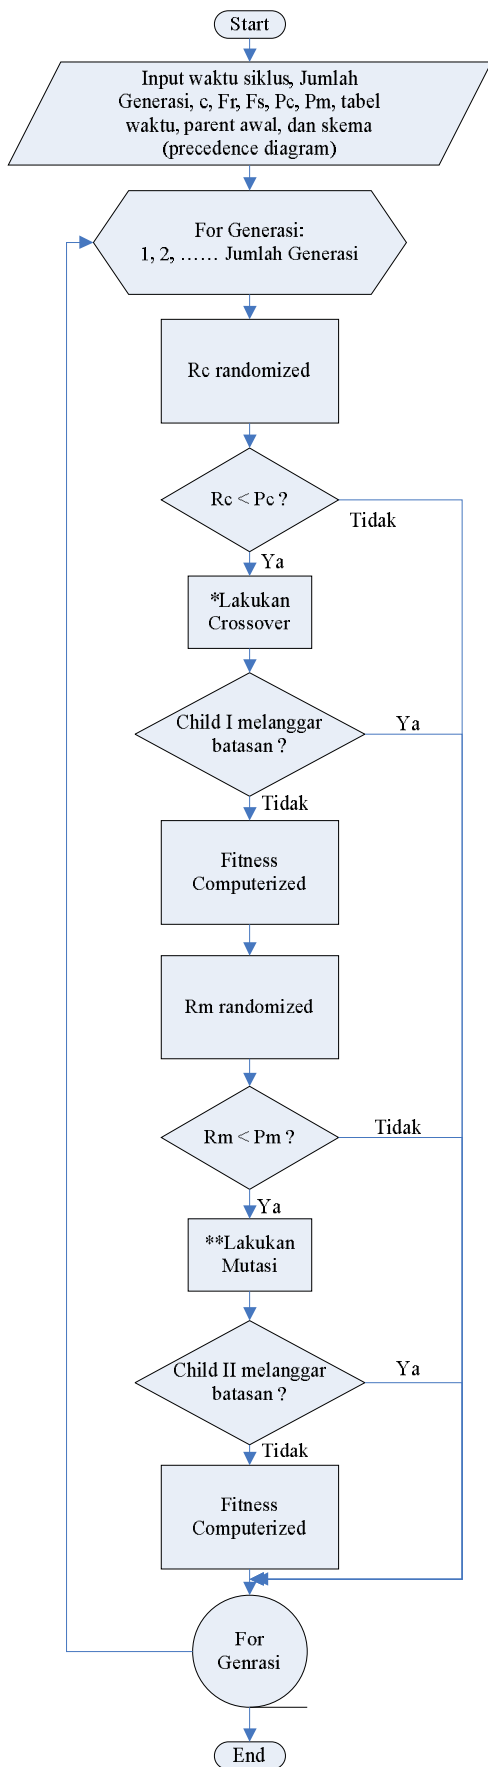 Start
Input waktu siklus, Jumlah
Generasi, c, Fr, Fs, Pc, Pm, tabel
waktu, parent awal, dan skema
(precedence diagram)
For Generasi:
1, 2, …… Jumlah Generasi
Rc randomized
Rc < Pc ?
Tidak
Ya
*Lakukan
Crossover
Child I melanggar
batasan ?
Ya
Tidak
Fitness
Computerized
Rm randomized
Rm < Pm ?
Tidak
Ya
**Lakukan
Mutasi
Child II melanggar
batasan ?
Ya
Tidak
Fitness
Computerized
For
Genrasi
End